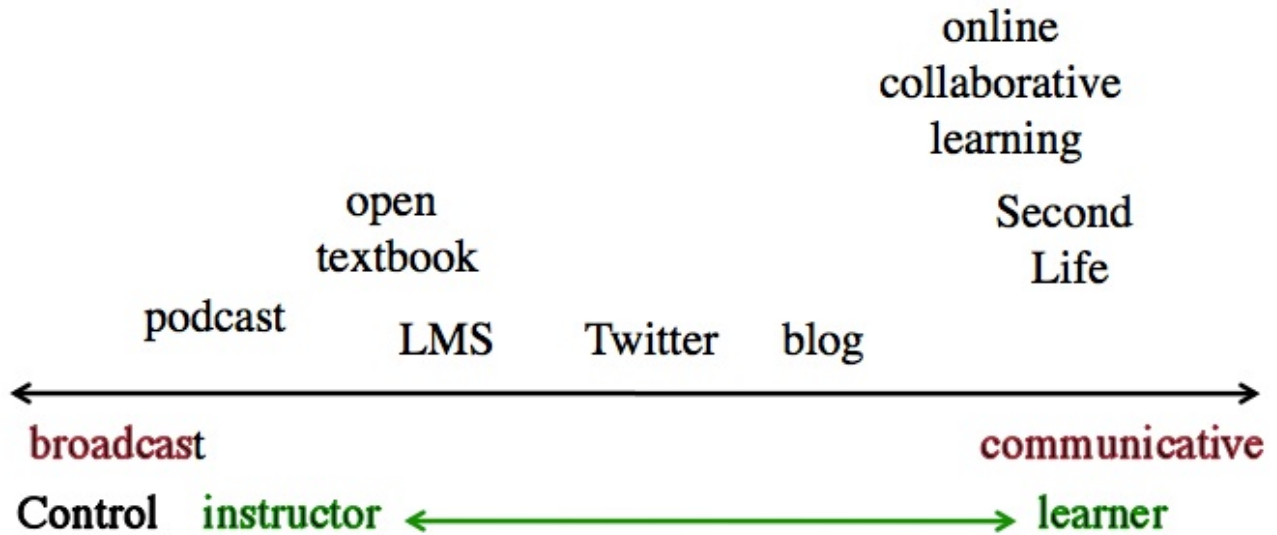 online
collaborative
learning
open
textbook
Second
Life
podcast
LMS Twitter blog
broadcast communicative
Control instructor learner